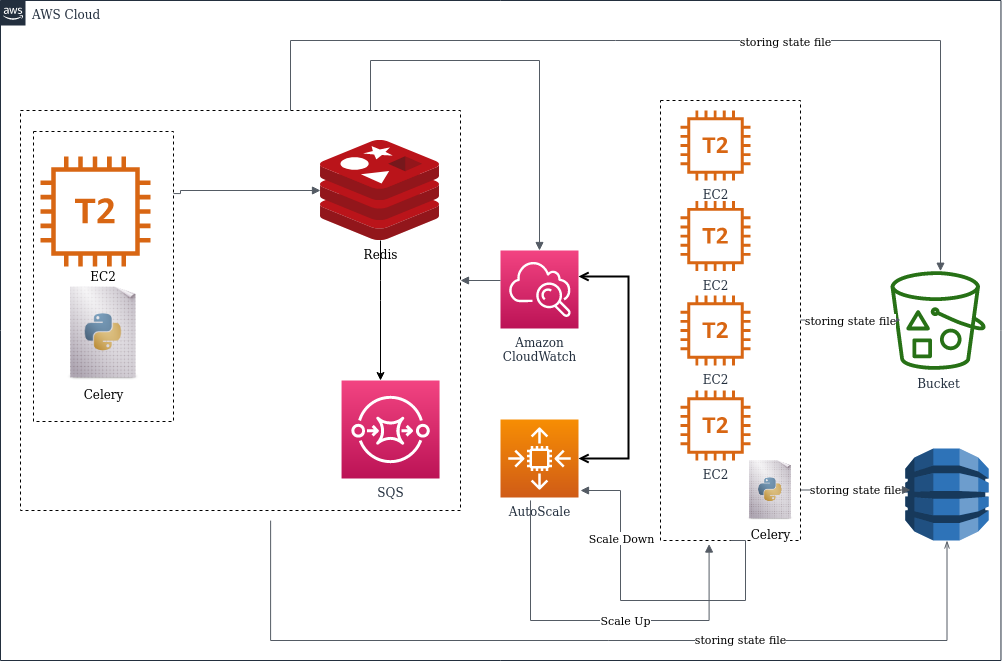 aws
AWS Cloud
storing state file
T2
EC2
Celery
Redis
SQS
Amazon
CloudWatch
AutoScale
T2
EC2
T2
EC2
T2
EC2
T2
EC2
Celery
storing state file
Bucket
storing state file
Scale Down
Scale Up
storing state file